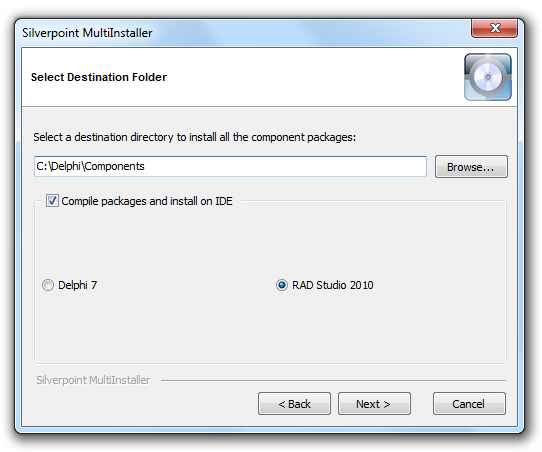 Silverpoint MultiInstaller
Select Destination Folder
Select a destination directory to install all the component packages:
C:\Delphi\Components
Browse...
Compile packages and install on IDE
Delphi 7
RAD Studio 2010
Silverpoint MultiInstaller
< Back
Next >
Cancel